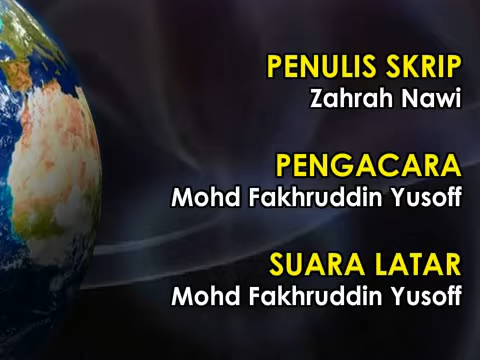 PENULIS SKRIP
Zahrah Nawi
PENGACARA
Mohd Fakhruddin Yusoff
SUARA LATAR
Mohd Fakhruddin Yusoff